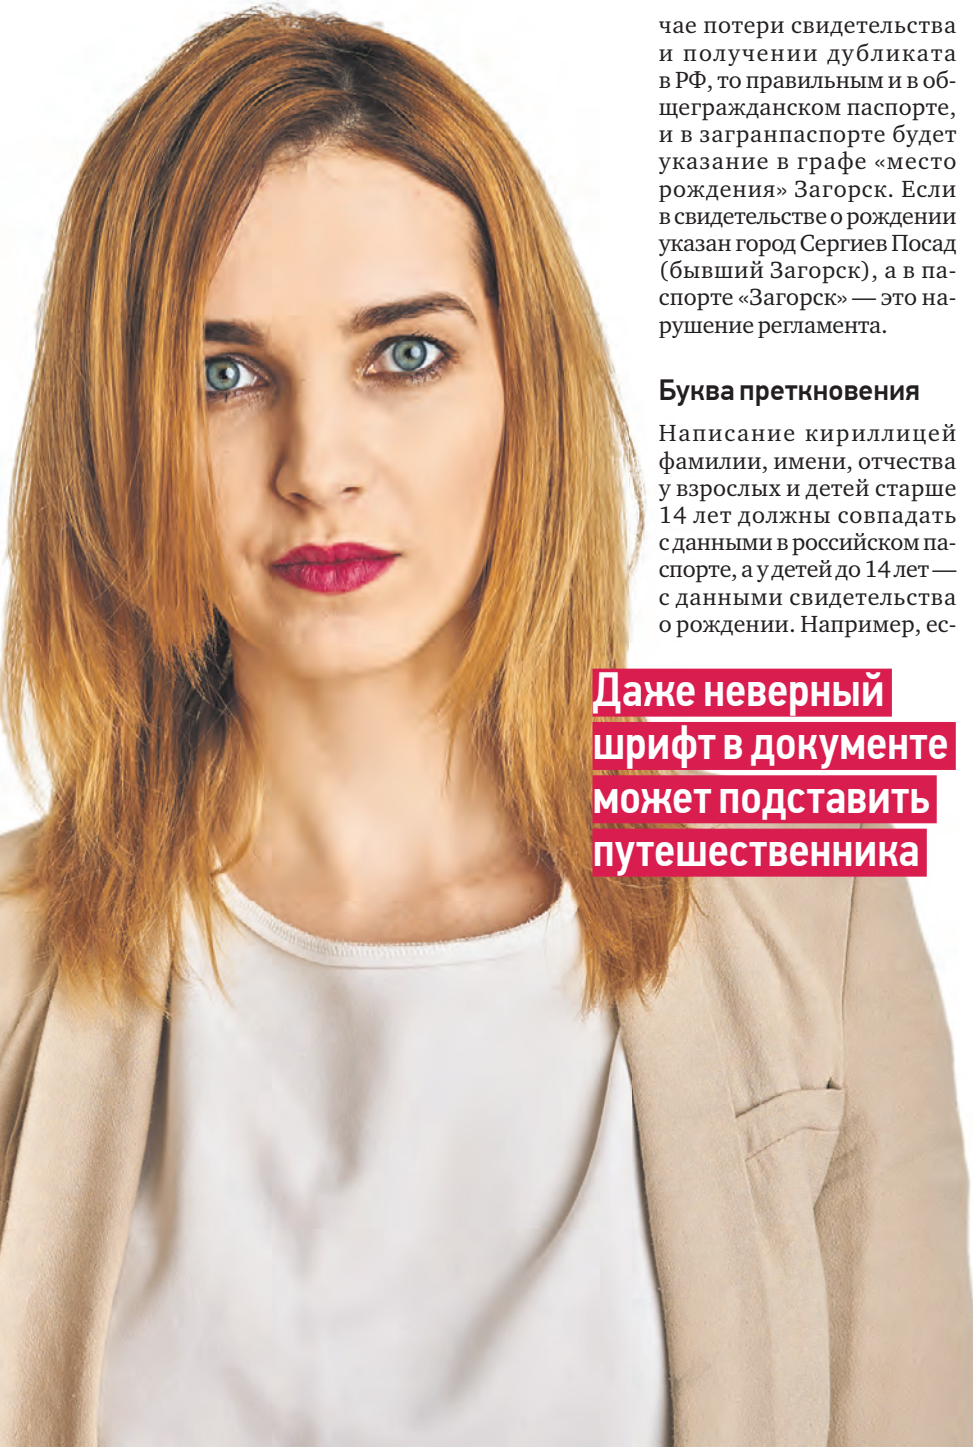 чае потери свидетельства
и получении дубликата
в РФ, то правильным и в об-
щегражданском паспорте,
и в загранпаспорте будет
указание в графе «место
рождения» Загорск. Если
в свидетельстве о рождении
указан город Сергиев Посад
(бывший Загорск), а в па-
спорте «Загорск» — это на-
рушение регламента.
Буква преткновения
Написание кириллицей
фамилии, имени, отчества
у взрослых и детей старше
14 лет должны совпадать
с данными в российском па-
спорте, а у детей до 14 лет —
с данными свидетельства
о рождении. Например, ес-
Даже неверный
шрифт в документе
может подставить
путешественника